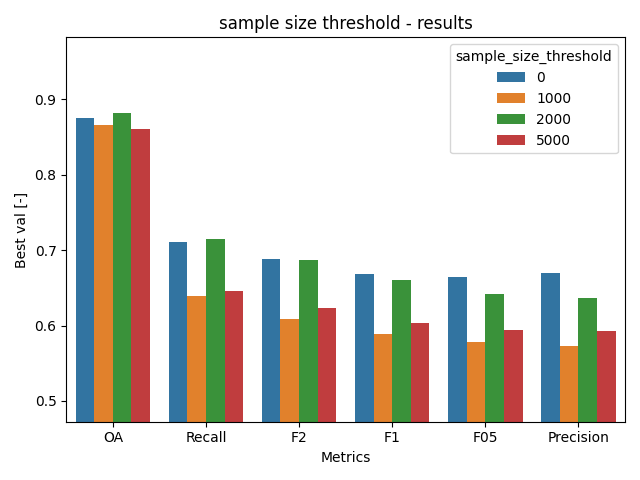 sample size threshold - results
sample_size_threshold
0
1000
2000
5000
Best val [-]
0.9
0.8
0.7
0.6
0.5
OA Recall F2 F1 F05 Precision
Metrics